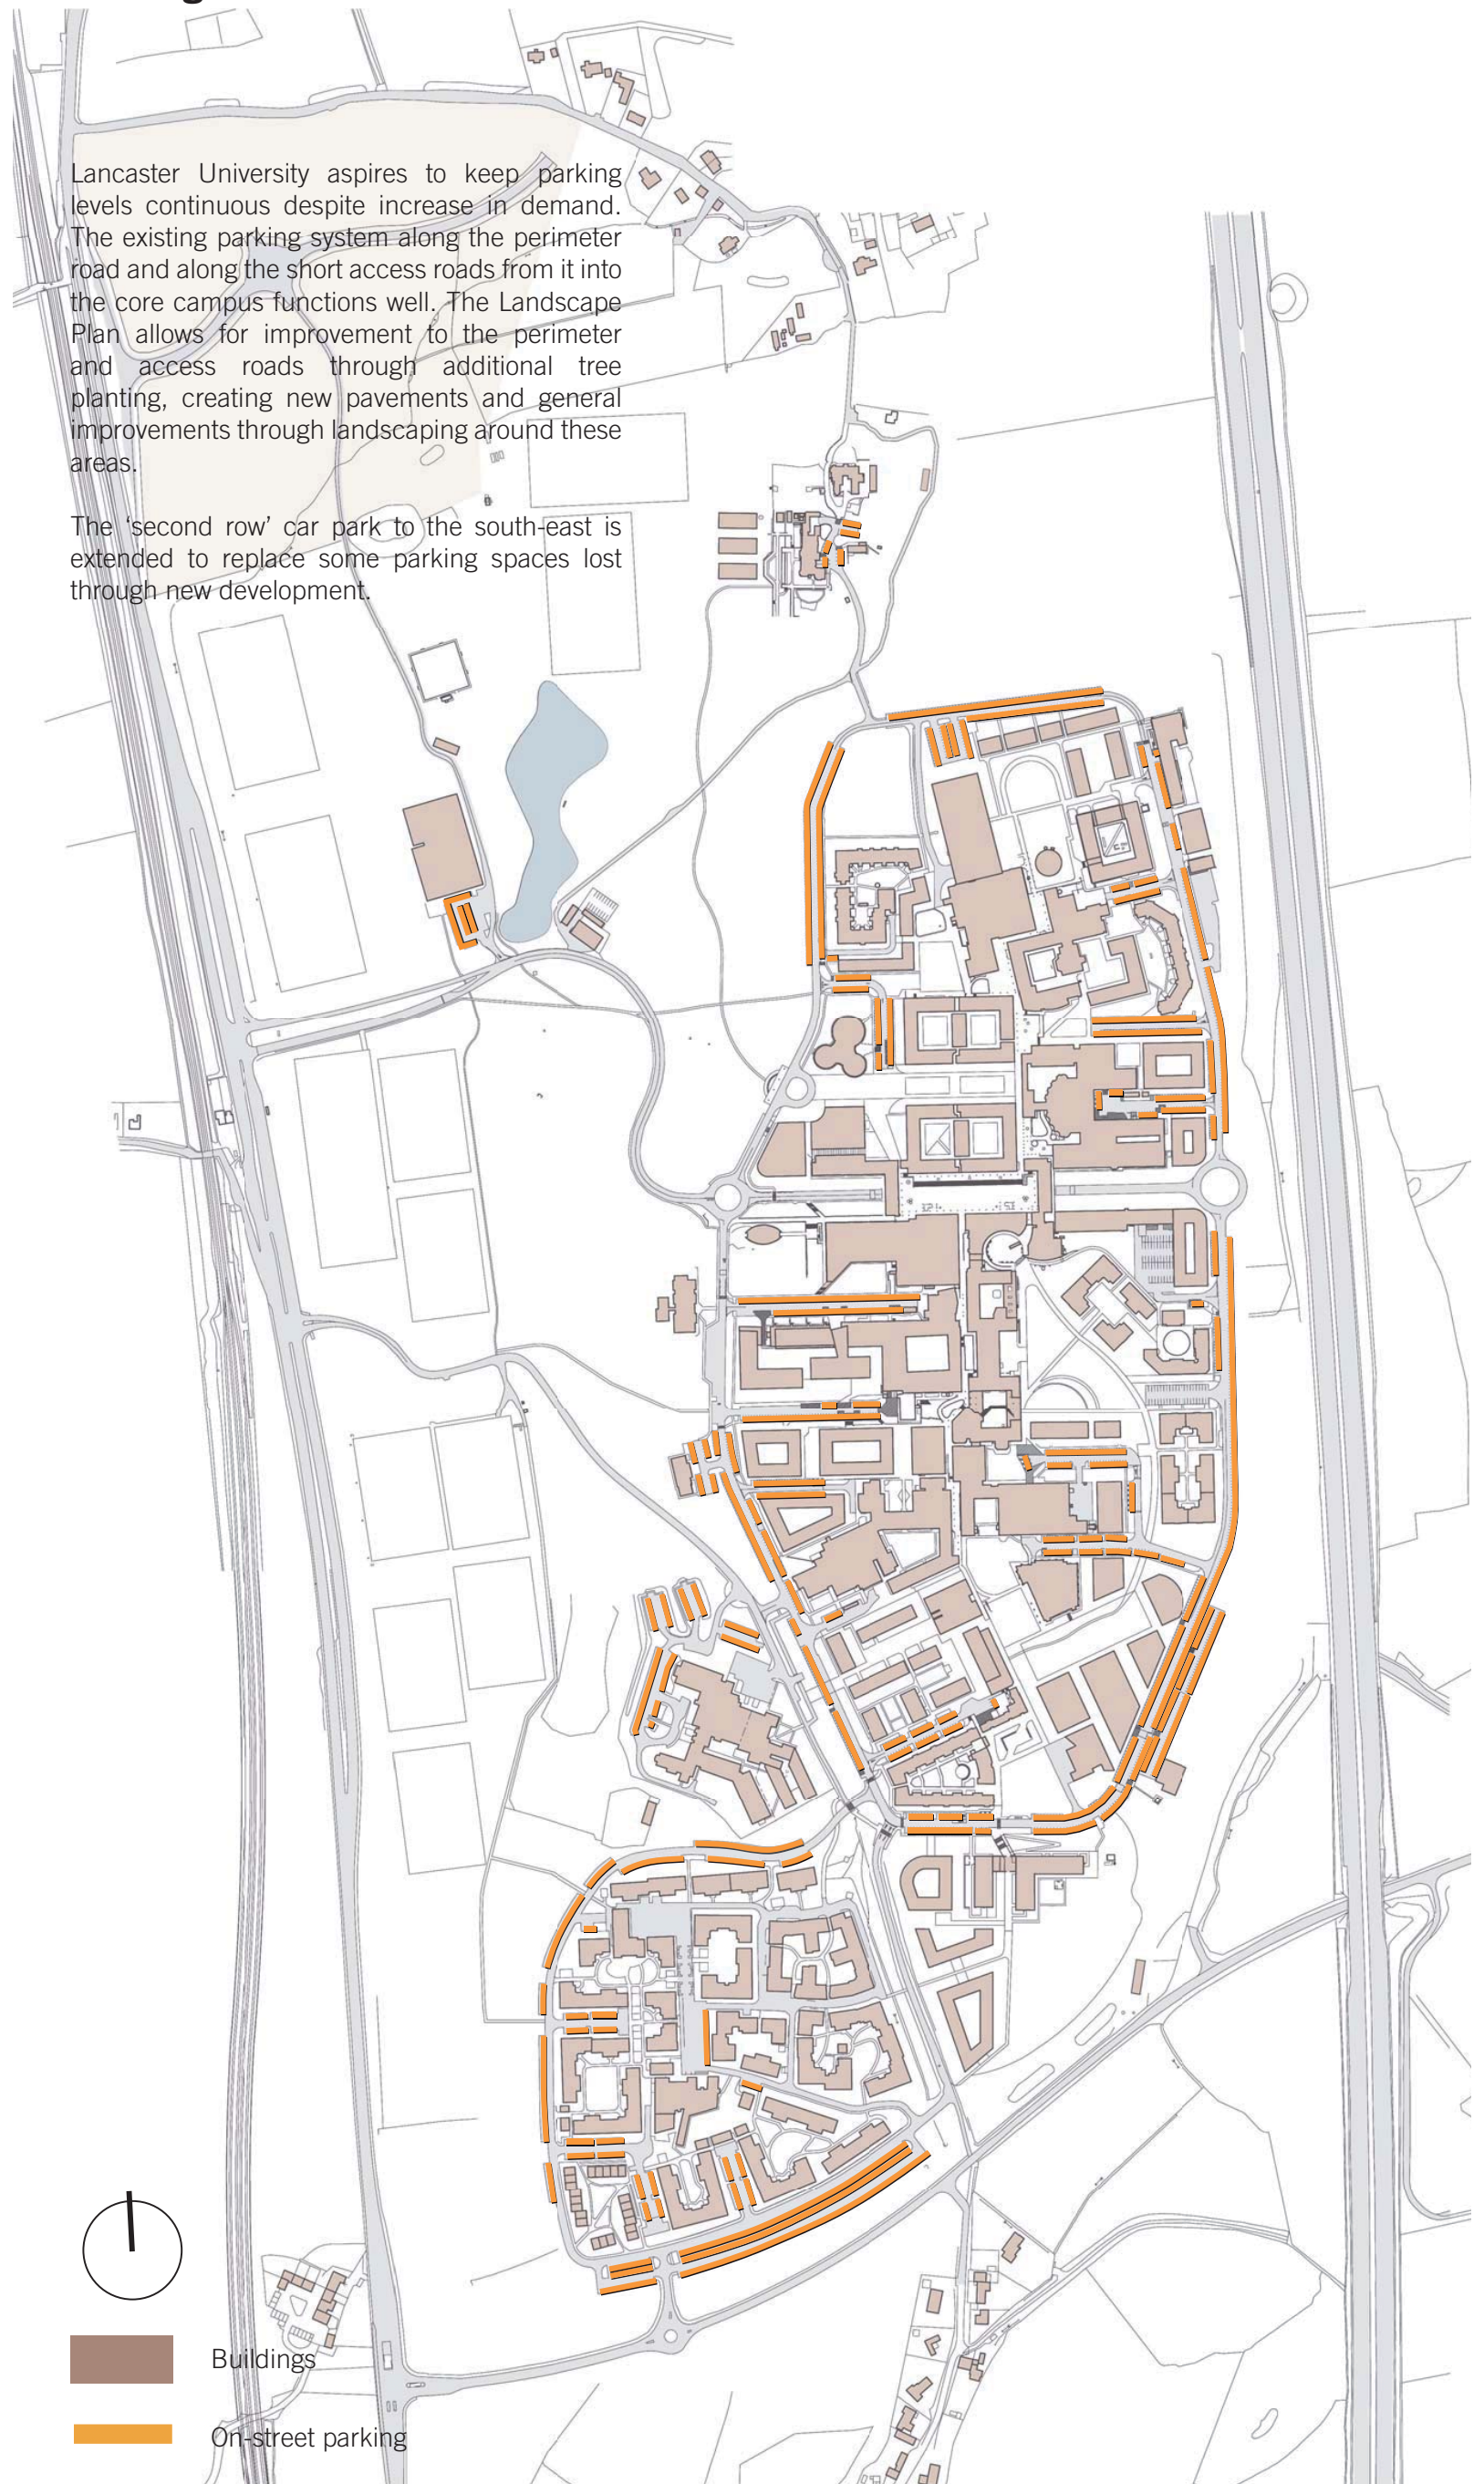 Lancaster University aspires to keep parking
levels continuous despite increase in demand.
The existing parking system along the perimeter
road and along the short access roads from it into
the core campus functions well. The Landscape
Plan allows for improvement to the perimeter
and access roads through additional tree
planting, creating new pavements and general
improvements through landscaping around these
areas.
The ‘second row’ car park to the south-east is
extended to replace some parking spaces lost
through new development.
Buildings
On-street parking